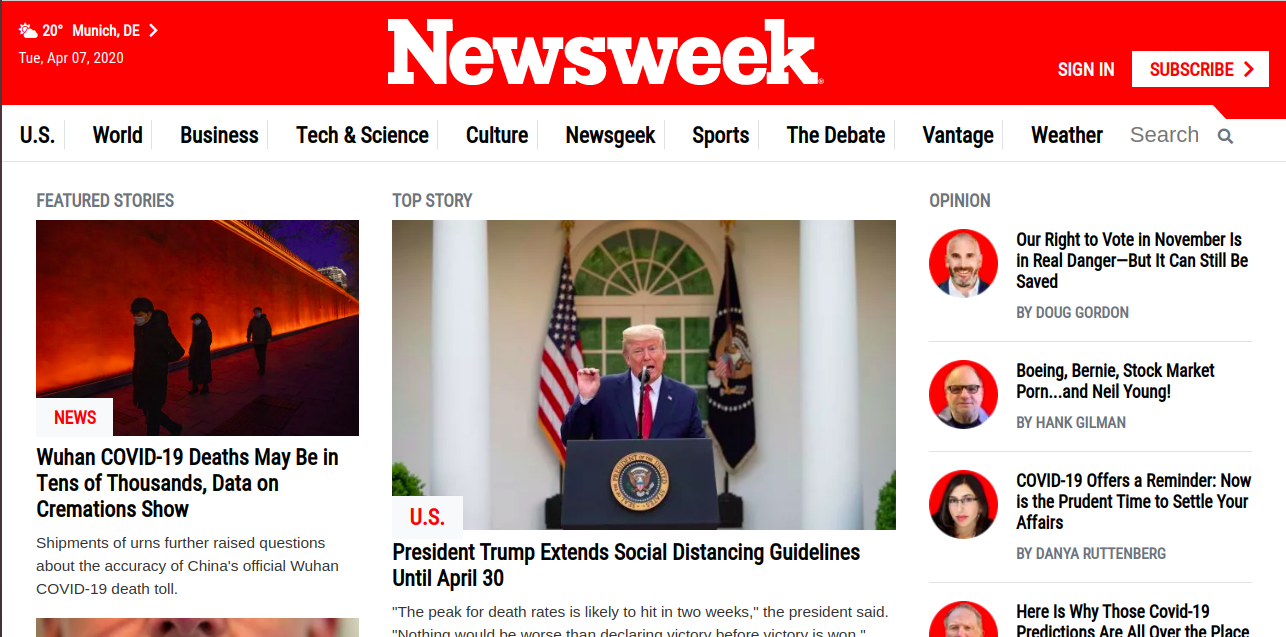 20° Munich, DE
Tue, Apr 07, 2020
Newsweek
SIGN IN
SUBSCRIBE
U.S. World Business Tech & Science Culture Newsgeek Sports The Debate Vantage Weather Search
FEATURED STORIES
NEWS
Wuhan COVID-19 Deaths May Be in
Tens of Thousands, Data on
Cremations Show
Shipments of urns further raised questions
about the accuracy of China's official Wuhan
COVID-19 death toll.
TOP STORY
U.S.
President Trump Extends Social Distancing Guidelines
Until April 30
"The peak for death rates is likely to hit in two weeks," the president said.
"Nothing would be worse than declaring victory before victory is won."
OPINION
Our Right to Vote in November Is
in Real Danger—But It Can Still Be
Saved
BY DOUG GORDON
Boeing, Bernie, Stock Market
Porn...and Neil Young!
BY HANK GILMAN
COVID-19 Offers a Reminder: Now
is the Prudent Time to Settle Your
Affairs
BY DANYA RUTTENBERG
Here Is Why Those Covid-19
Predictions Are All Over the Place